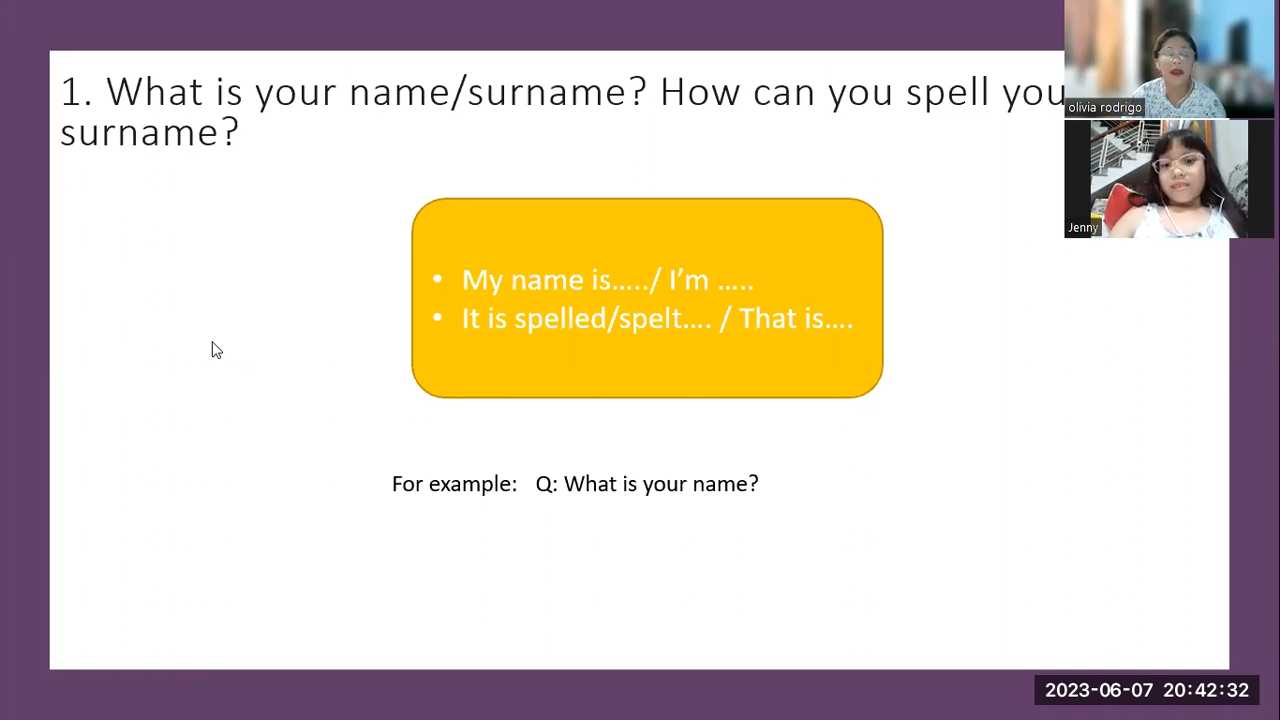 1. What is your name/surname? How can you spell you
surname?
olivia rodrigo
Jenny
• My name is…../ I’m …..
• It is spelled/spelt…. / That is….
For example: Q: What is your name?
2023-06-07 20:42:32